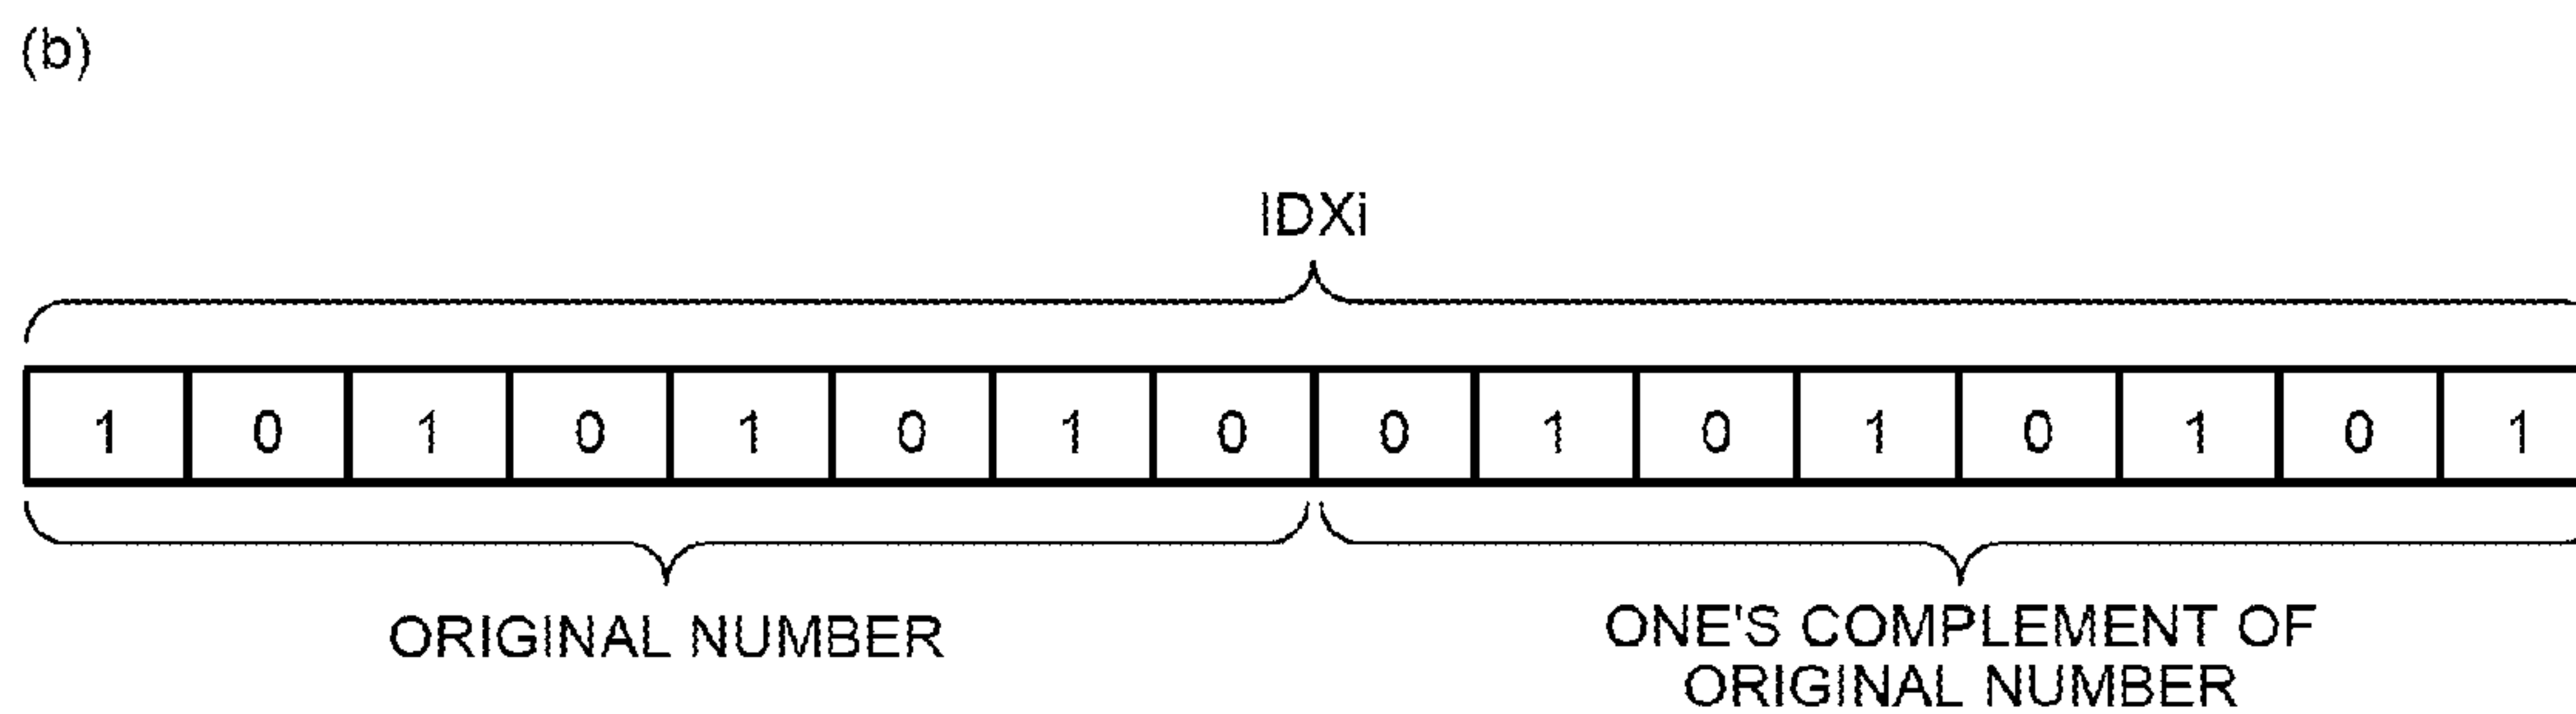 (b)
IDXi
1 0 1 0 1 0 1 0 0 1 0 1 0 1 0 1
ORIGINAL NUMBER
ONE'S COMPLEMENT OF
ORIGINAL NUMBER